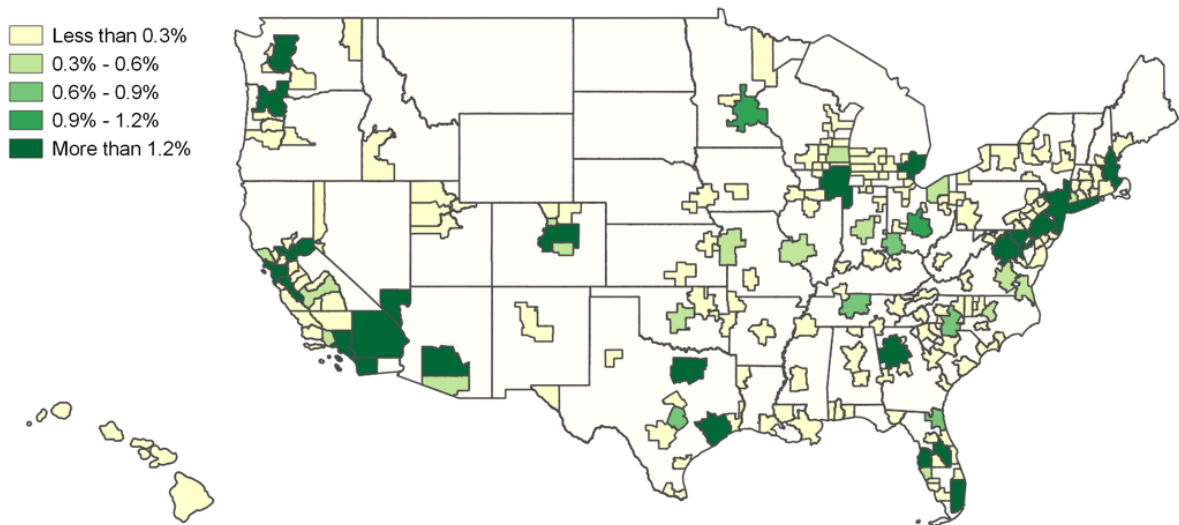 Less than 0.3%
0.3% - 0.6%
0.6% - 0.9%
0.9% - 1.2%
More than 1.2%